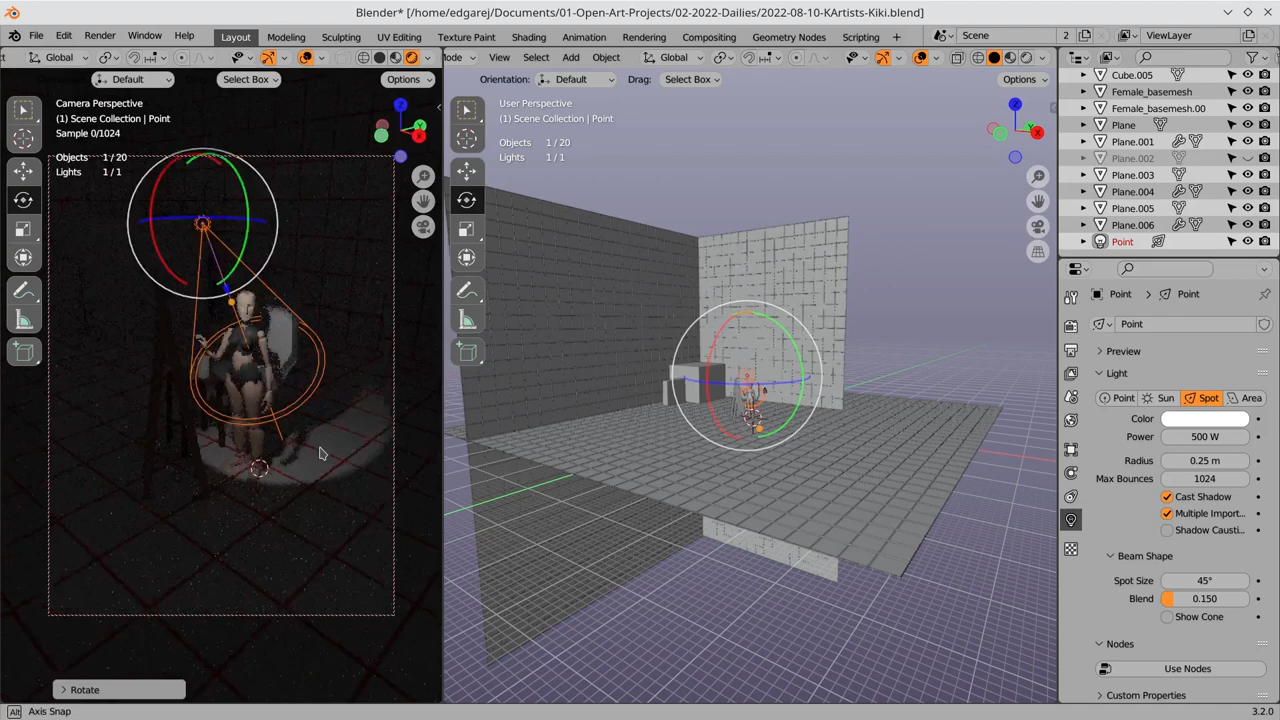 Blender* [/home/edgarej/Documents/01-Open-Art-Projects/02-2022-Dailies/2022-08-10-KArtists-Kiki.blend]
File Edit Render Window Help Layout Modeling Sculpting UV Editing Texture Paint Shading Animation Rendering Compositing Geometry Nodes Scripting + Scene 2 ViewLayer
ct Global Mode View Select Add Object Global
Default Select Box Options Orientation: Default Drag: Select Box Options
Camera Perspective
(1) Scene Collection | Point
Sample 0/1024
Objects 1 / 20
Lights 1 / 1
Z
Y
X
User Perspective
(1) Scene Collection | Point
Objects 1 / 20
Lights 1 / 1
Z
Y
X
Cube.005
Female_basemesh
Female_basemesh.00
Plane
Plane.001
Plane.002
Plane.003
Plane.004
Plane.005
Plane.006
Point
Point Point
Point
Preview
Light
Point Sun Spot Area
Color
Power 500 W
Radius 0.25 m
Max Bounces 1024
Cast Shadow
Multiple Import...
Shadow Causti...
Beam Shape
Spot Size 45°
Blend 0.150
Show Cone
Nodes
Use Nodes
Custom Properties
Rotate
Alt Axis Snap 3.2.0